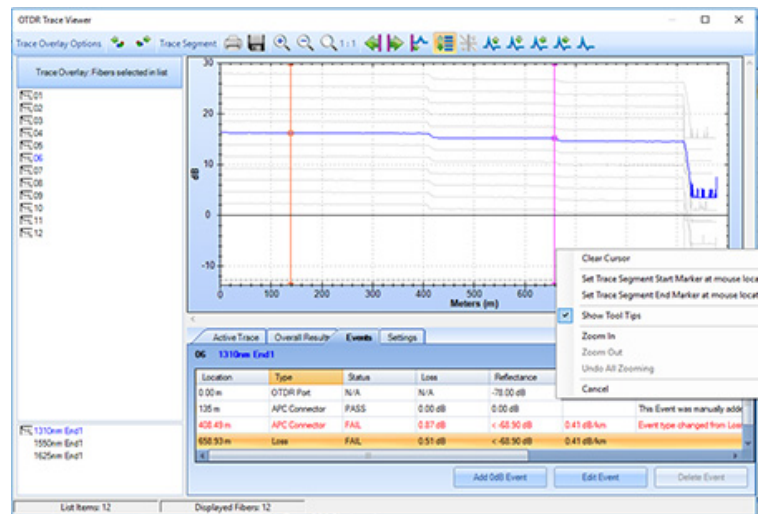 OTDR Trace Viewer
Trace Overlay Options Trace Segment 1:1
Trace Overlay: Fibers selected in list
01
02
03
04
05
06
07
08
09
10
11
12
30
20
10
0
-10
dB
0 100 200 300 400 500 600
Meters (m)
Clear Cursor
Set Trace Segment Start Marker at mouse loca
Set Trace Segment End Marker at mouse locat
Show Tool Tips
Zoom In
Zoom Out
Undo All Zooming
Cancel
Active Trace Overall Results Events Settings
06 1310nm End1
Location Type Status Loss Reflectance
0.00 m OTDR Port N/A N/A -78.00 dB
135 m APC Connector PASS 0.00 dB 0.00 dB This Event was manually adde
408.49 m APC Connector FAIL 0.87 dB < -68.90 dB 0.41 dB/km Event type changed from Loss
658.93 m Loss FAIL 0.51 dB < -68.90 dB 0.41 dB/km
1310nm End1
1550nm End1
1625nm End1
Add 0dB Event Edit Event Delete Event
List Items: 12 Displayed Fibers: 12